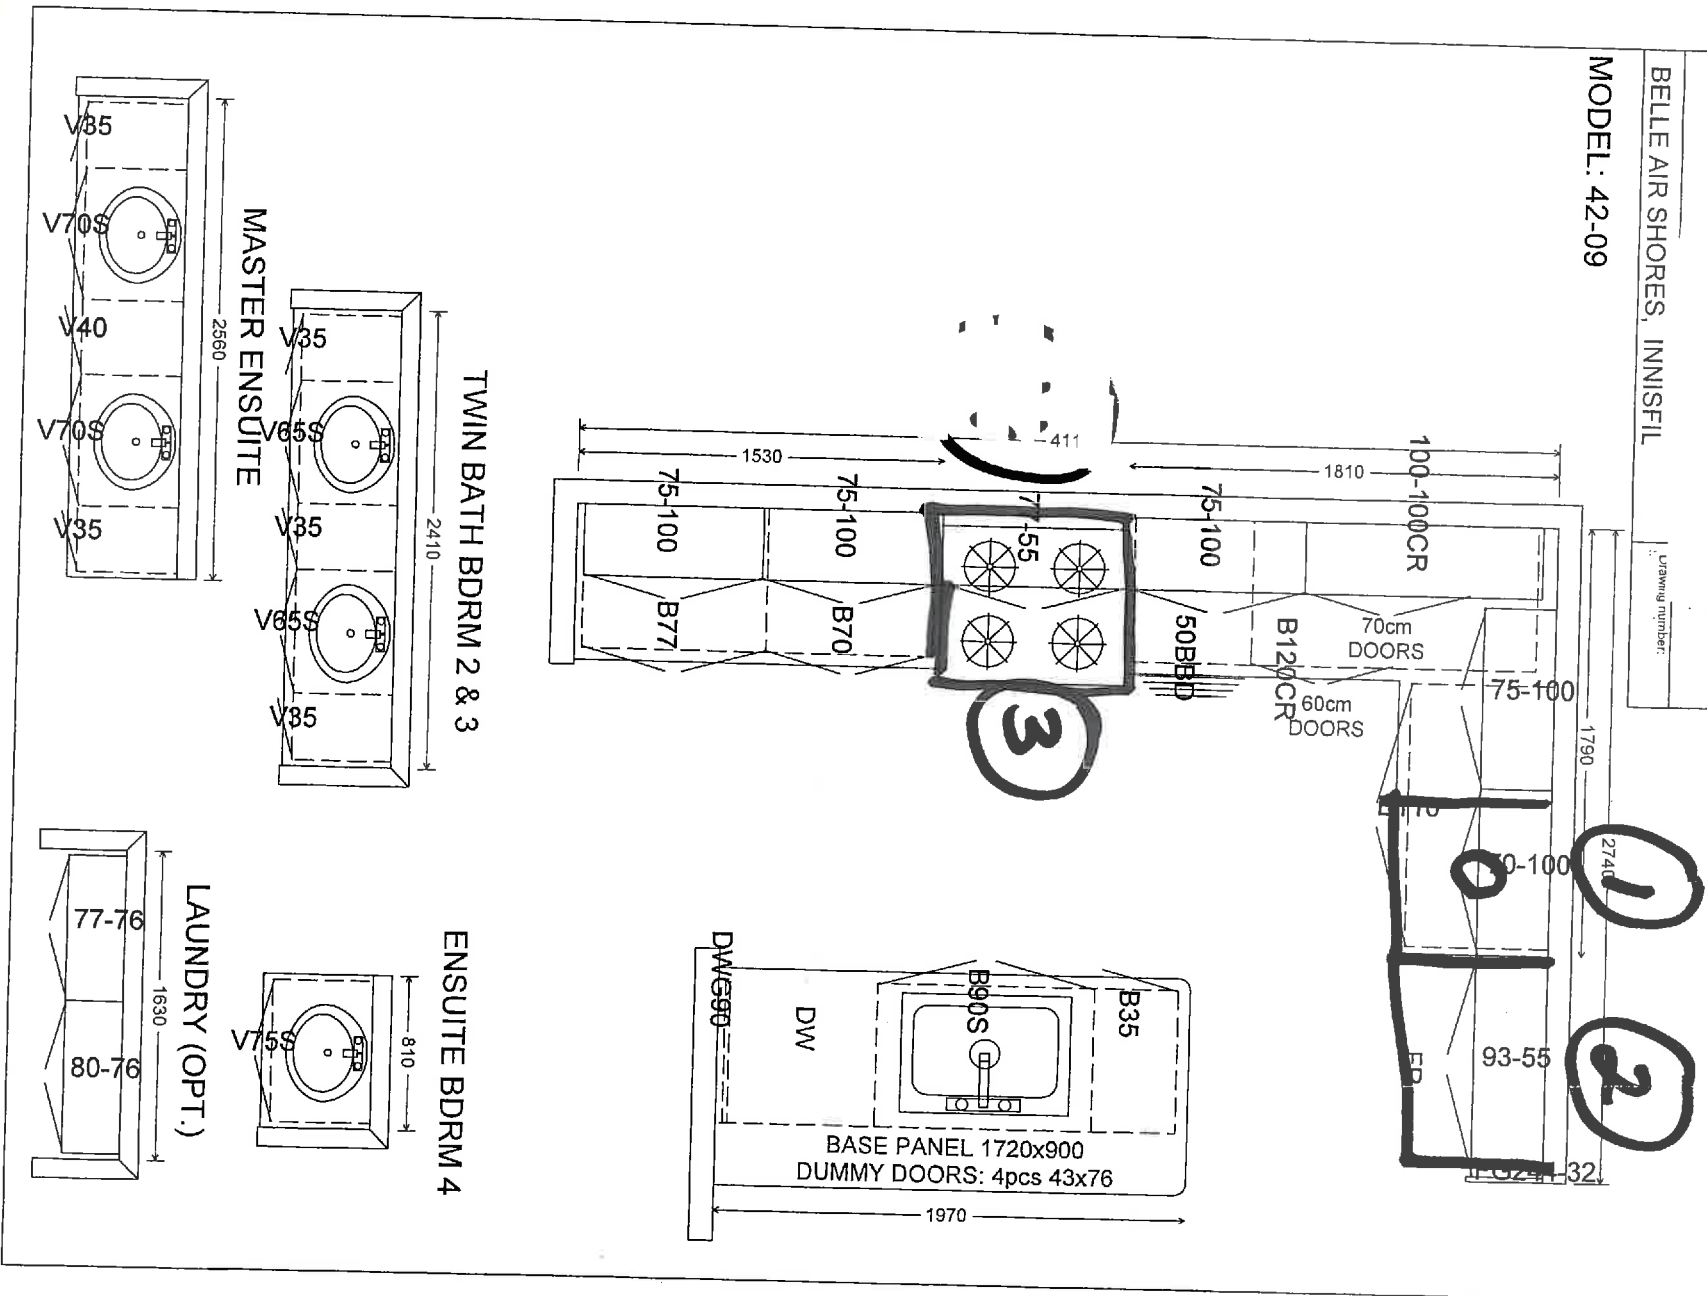 BELLE AIR SHORES, INNISFIL
MODEL: 42-09
Drawing number:
V35
V70S
V40
V70S
V35
2560
MASTER ENSUITE
V35
V65S
V35
V65S
V35
2410
TWIN BATH BDRM 2 & 3
411
1530
1810
75-100
75-100
75-100
100-100CR
B77
B70
50BBD
B120CR
70cm
DOORS
60cm
DOORS
3
75-100
1790
2740
1
93-55
2
77-76
80-76
1630
LAUNDRY (OPT.)
V75S
810
ENSUITE BDRM 4
DWG90
DW
B90S
B35
BASE PANEL 1720x900
DUMMY DOORS: 4pcs 43x76
1970